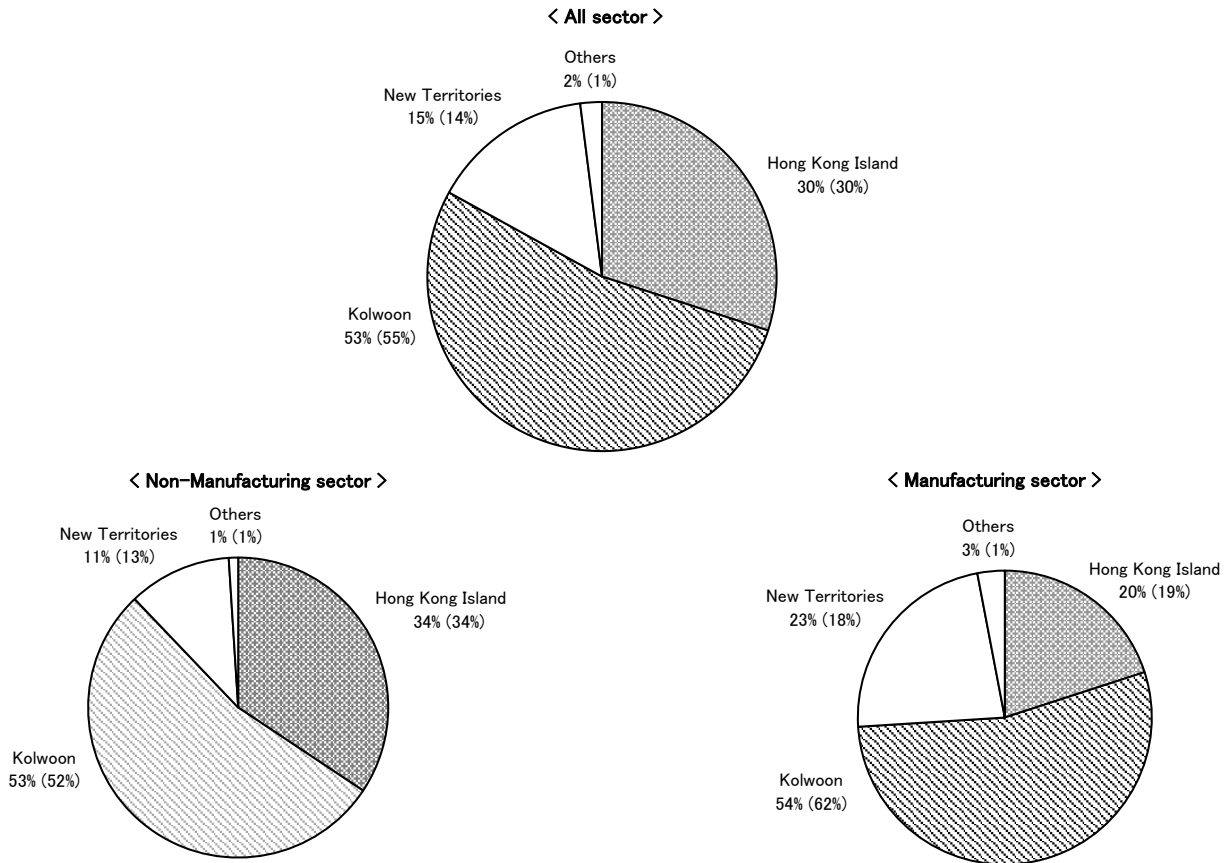 < All sector >
Others
2% (1%)
New Territories
15% (14%)
Hong Kong Island
30% (30%)
Kolwoon
53% (55%)
< Non-Manufacturing sector >
Others
1% (1%)
New Territories
11% (13%)
Hong Kong Island
34% (34%)
Kolwoon
53% (52%)
< Manufacturing sector >
Others
3% (1%)
Hong Kong Island
20% (19%)
New Territories
23% (18%)
Kolwoon
54% (62%)